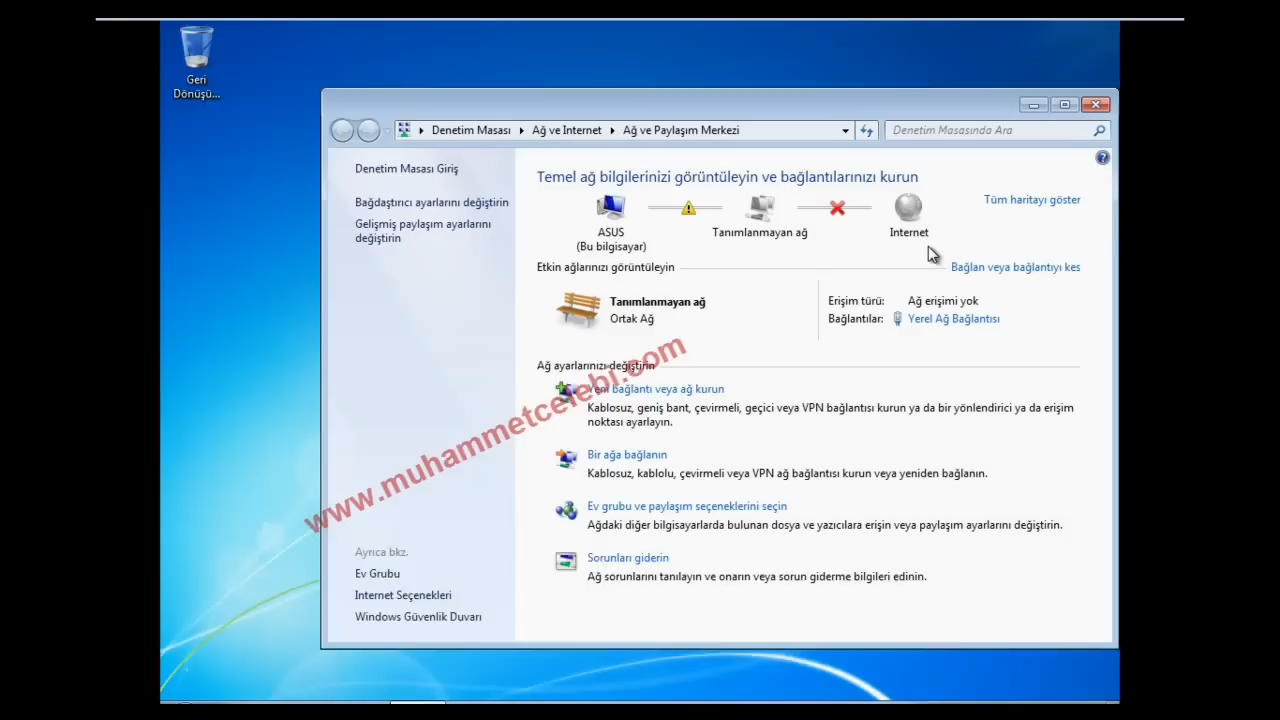 Geri
Dönüşü...
Denetim Masası Ağ ve Internet Ağ ve Paylaşım Merkezi
Denetim Masasında Ara
Denetim Masası Giriş
Bağdaştırıcı ayarlarını değiştirin
Gelişmiş paylaşım ayarlarını
değiştirin
Temel ağ bilgilerinizi görüntüleyin ve bağlantılarınızı kurun
Tüm haritayı göster
ASUS
(Bu bilgisayar)
Tanımlanmayan ağ
Internet
Etkin ağlarınızı görüntüleyin
Bağlan veya bağlantıyı kes
Tanımlanmayan ağ
Ortak Ağ
Erişim türü: Ağ erişimi yok
Bağlantılar: Yerel Ağ Bağlantısı
Ağ ayarlarınızı değiştirin
Yeni bağlantı veya ağ kurun
Kablosuz, geniş bant, çevirmeli, geçici veya VPN bağlantısı kurun ya da bir yönlendirici ya da erişim
noktası ayarlayın.
Bir ağa bağlanın
Kablosuz, kablolu, çevirmeli veya VPN ağ bağlantısı kurun veya yeniden bağlanın.
Ev grubu ve paylaşım seçeneklerini seçin
Ağdaki diğer bilgisayarlarda bulunan dosya ve yazıcılara erişin veya paylaşım ayarlarını değiştirin.
Sorunları giderin
Ağ sorunlarını tanılayın ve onarın veya sorun giderme bilgileri edinin.
Ayrıca bkz.
Ev Grubu
Internet Seçenekleri
Windows Güvenlik Duvarı
www.muhammetcelebi.com